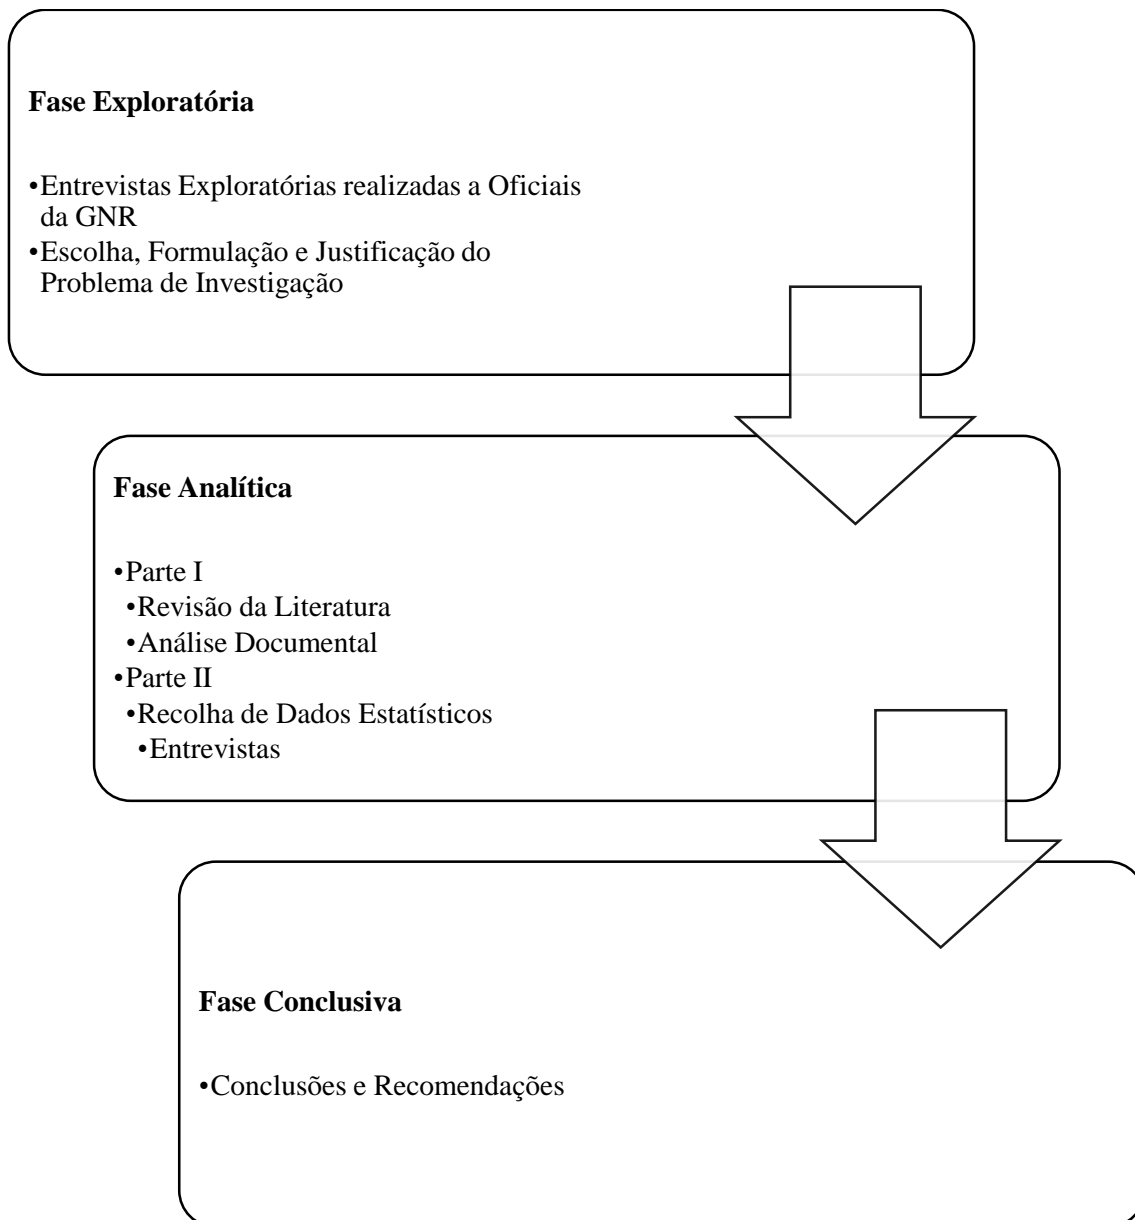 Fase Exploratória
•Entrevistas Exploratórias realizadas a Oficiais
da GNR
•Escolha, Formulação e Justificação do
Problema de Investigação
Fase Analítica
•Parte I
•Revisão da Literatura
•Análise Documental
•Parte II
•Recolha de Dados Estatísticos
•Entrevistas
Fase Conclusiva
•Conclusões e Recomendações